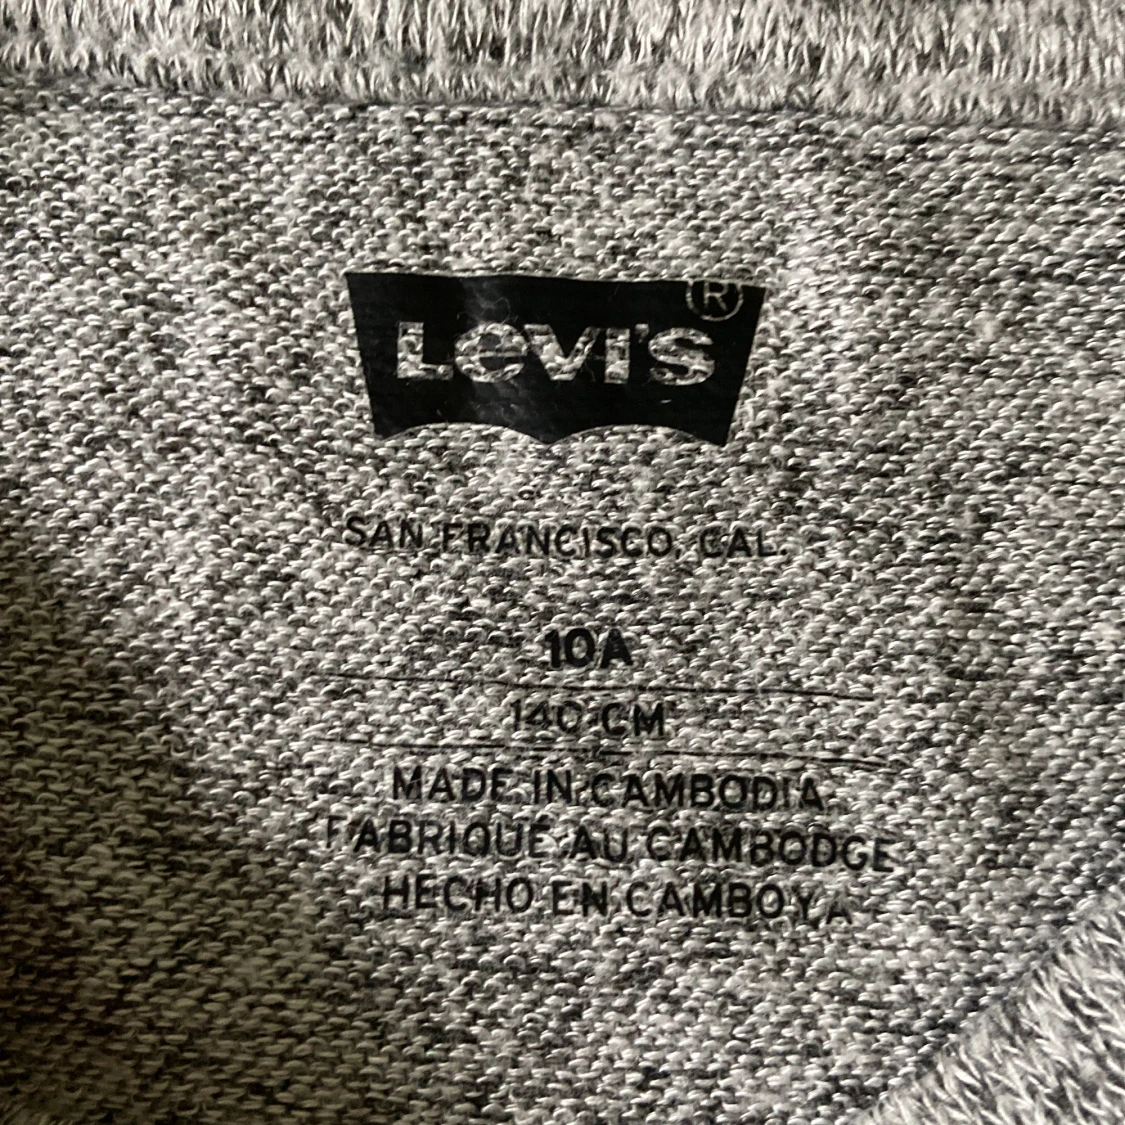 LEVI'S ®
SAN FRANCISCO, CAL.
10A
140 CM
MADE IN CAMBODIA
FABRIQUÉ AU CAMBODGE
HECHO EN CAMBOYA